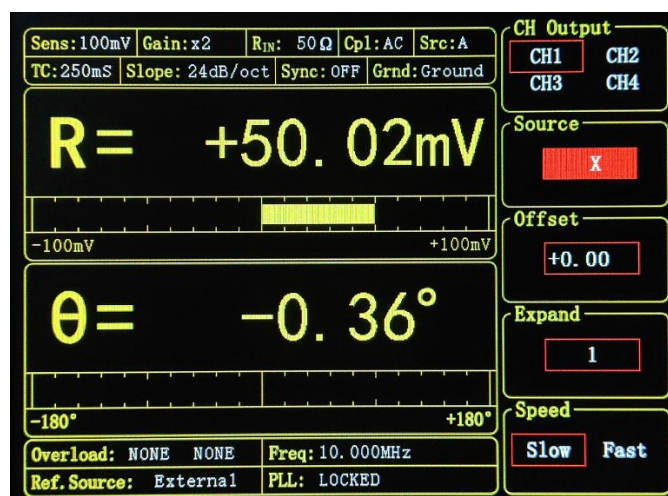 Sens:100mV Gain:x2 RIN: 50Ω Cpl:AC Src:A
TC:250mS Slope: 24dB/oct Sync:OFF Grnd:Ground
R= +50.02mV
-100mV +100mV
θ= -0.36°
-180° +180°
Overload: NONE NONE Freq:10.000MHz
Ref.Source: External PLL: LOCKED
CH Output
CH1 CH2
CH3 CH4
Source
X
Offset
+0.00
Expand
1
Speed
Slow Fast